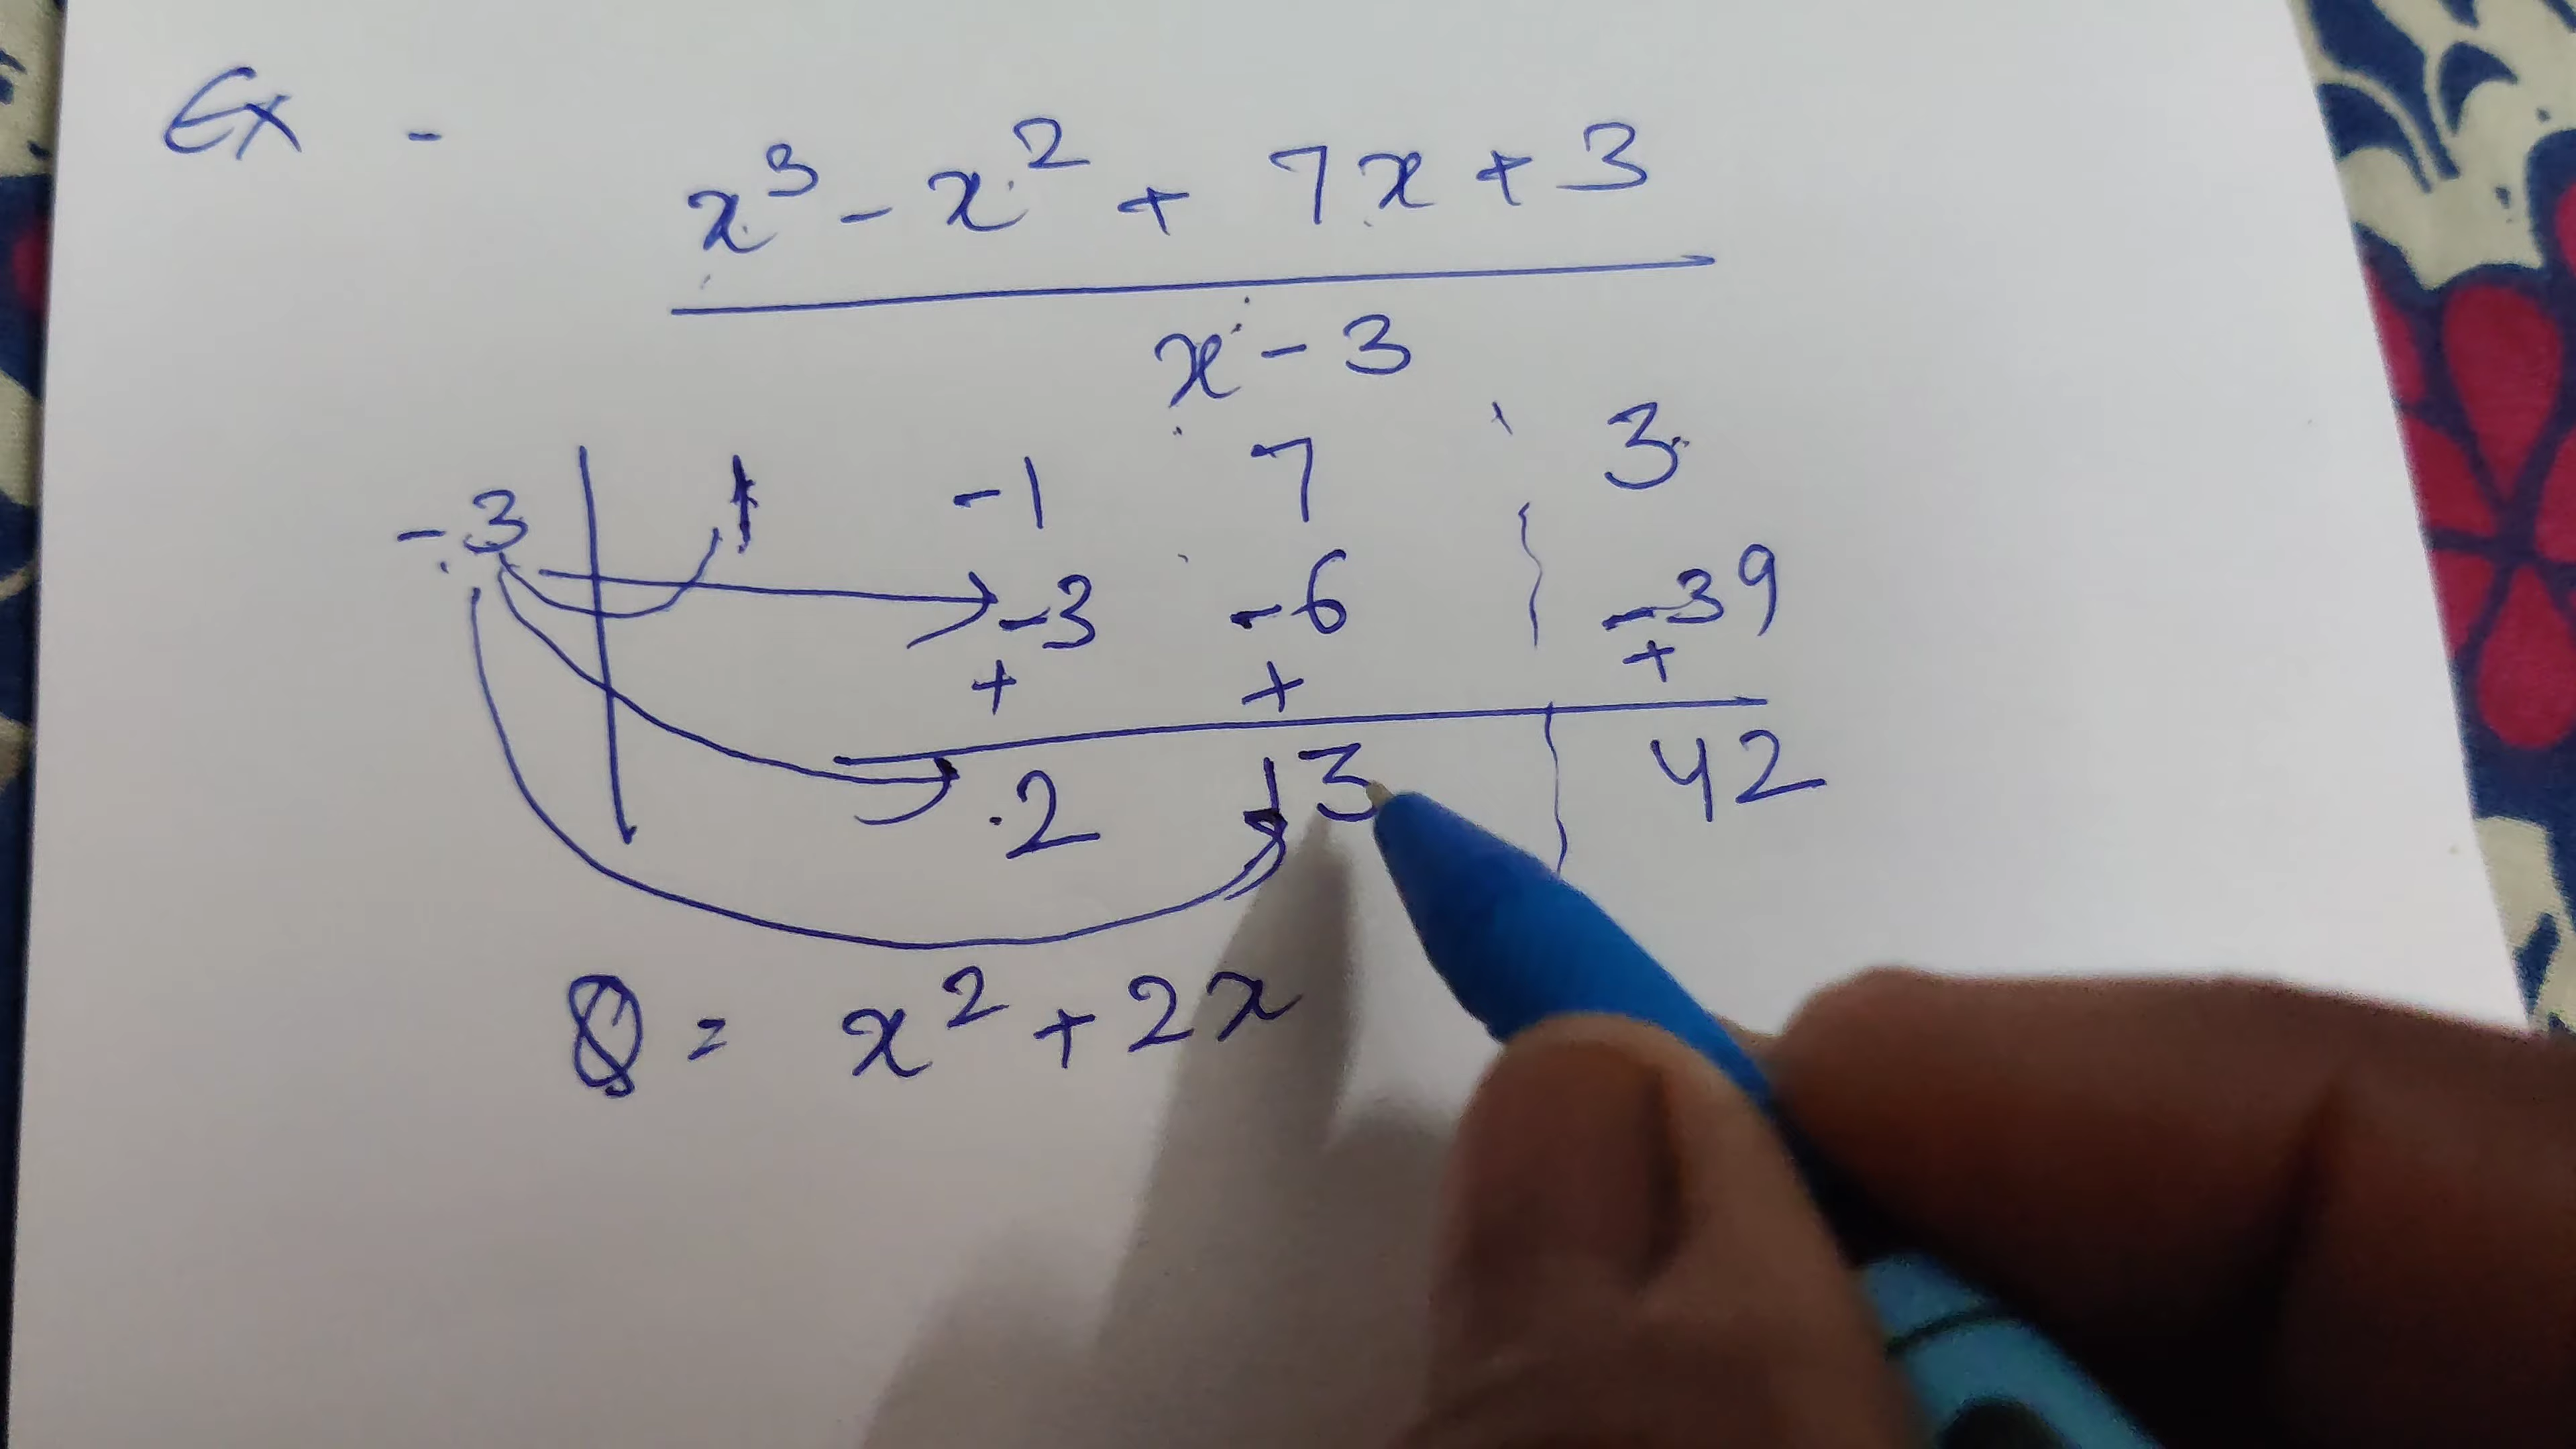 Ex -
x³ - x² + 7x + 3
x - 3
-3 1 -1 7 3
-3 -6 -39
+ + +
2 13 42
Q = x² + 2x